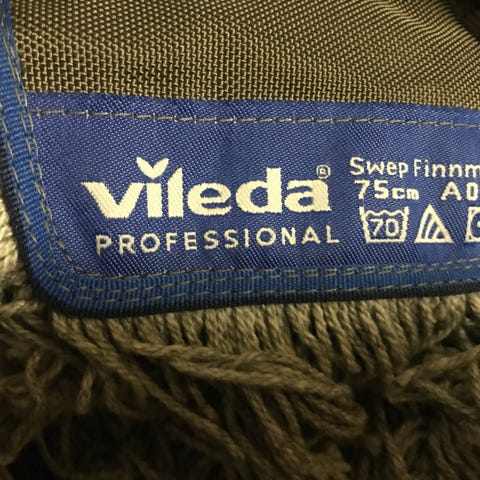 vileda®
PROFESSIONAL
Swep Finnm
75cm A0
70